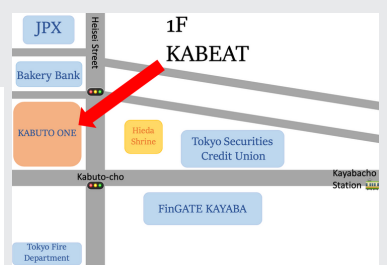 JPX
Heisei Street
1F
KABEAT
Bakery Bank
KABUTO ONE
Hieda
Shrine
Tokyo Securities
Credit Union
Kabuto-cho
Kayabacho
Station
FinGATE KAYABA
Tokyo Fire
Department